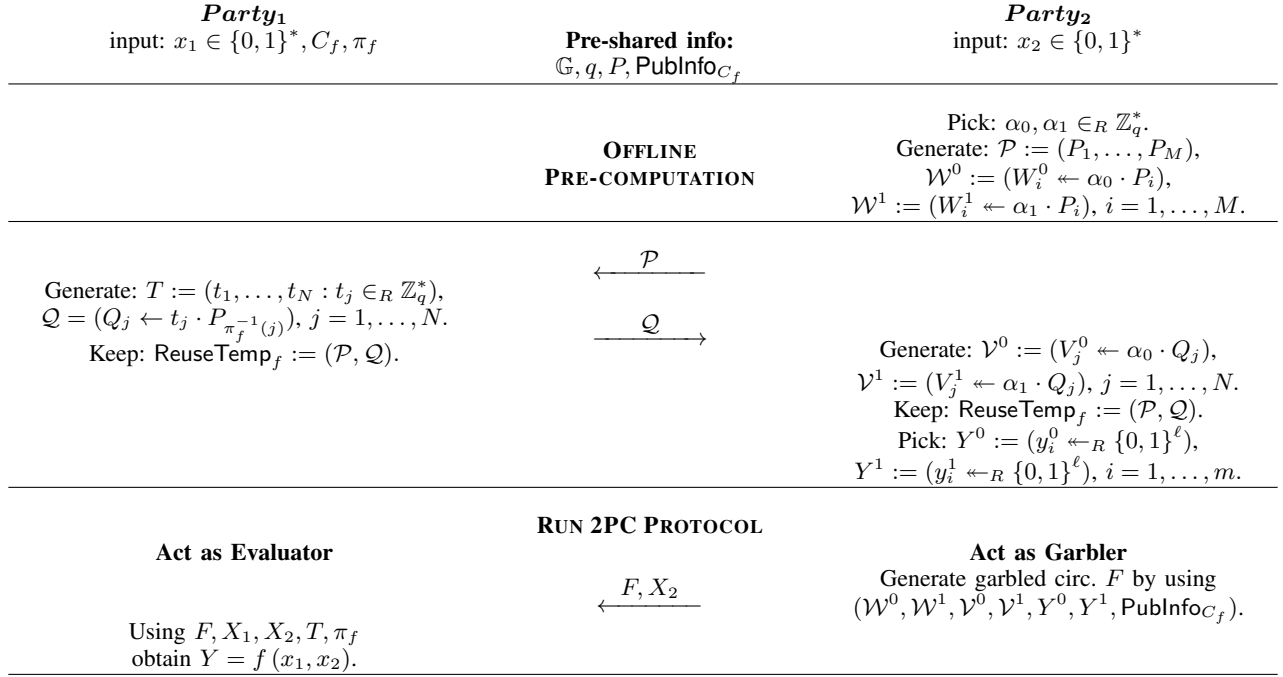 Party₁
input: x₁ ∈ {0, 1}*, C_f, π_f
Pre-shared info:
𝔾, q, P, PubInfo_{C_f}
Party₂
input: x₂ ∈ {0, 1}*
OFFLINE
PRE-COMPUTATION
Pick: α₀, α₁ ∈_R ℤ_q^*.
Generate: 𝒫 := (P₁, . . . , P_M),
𝒲⁰ := (W_i^0 ↞ α₀ · P_i),
𝒲¹ := (W_i^1 ↞ α₁ · P_i), i = 1, . . . , M.
𝒫
Generate: T := (t₁, . . . , t_N : t_j ∈_R ℤ_q^*),
𝒬 = (Q_j ← t_j · P_{π_f^{-1}(j)}), j = 1, . . . , N.
Keep: ReuseTemp_f := (𝒫, 𝒬).
𝒬
Generate: 𝒱⁰ := (V_j^0 ↞ α₀ · Q_j),
𝒱¹ := (V_j^1 ↞ α₁ · Q_j), j = 1, . . . , N.
Keep: ReuseTemp_f := (𝒫, 𝒬).
Pick: Y⁰ := (y_i^0 ↞_R {0, 1}^ℓ),
Y¹ := (y_i^1 ↞_R {0, 1}^ℓ), i = 1, . . . , m.
RUN 2PC PROTOCOL
Act as Evaluator
Act as Garbler
Generate garbled circ. F by using
(𝒲⁰, 𝒲¹, 𝒱⁰, 𝒱¹, Y⁰, Y¹, PubInfo_{C_f}).
F, X₂
Using F, X₁, X₂, T, π_f
obtain Y = f (x₁, x₂).